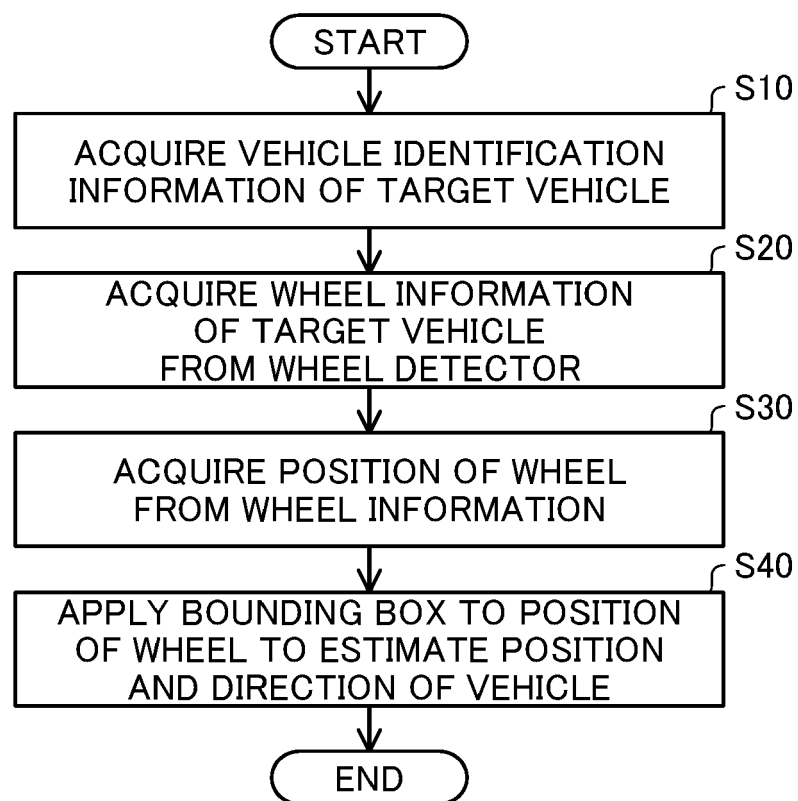 START
S10
ACQUIRE VEHICLE IDENTIFICATION
INFORMATION OF TARGET VEHICLE
S20
ACQUIRE WHEEL INFORMATION
OF TARGET VEHICLE
FROM WHEEL DETECTOR
S30
ACQUIRE POSITION OF WHEEL
FROM WHEEL INFORMATION
S40
APPLY BOUNDING BOX TO POSITION
OF WHEEL TO ESTIMATE POSITION
AND DIRECTION OF VEHICLE
END